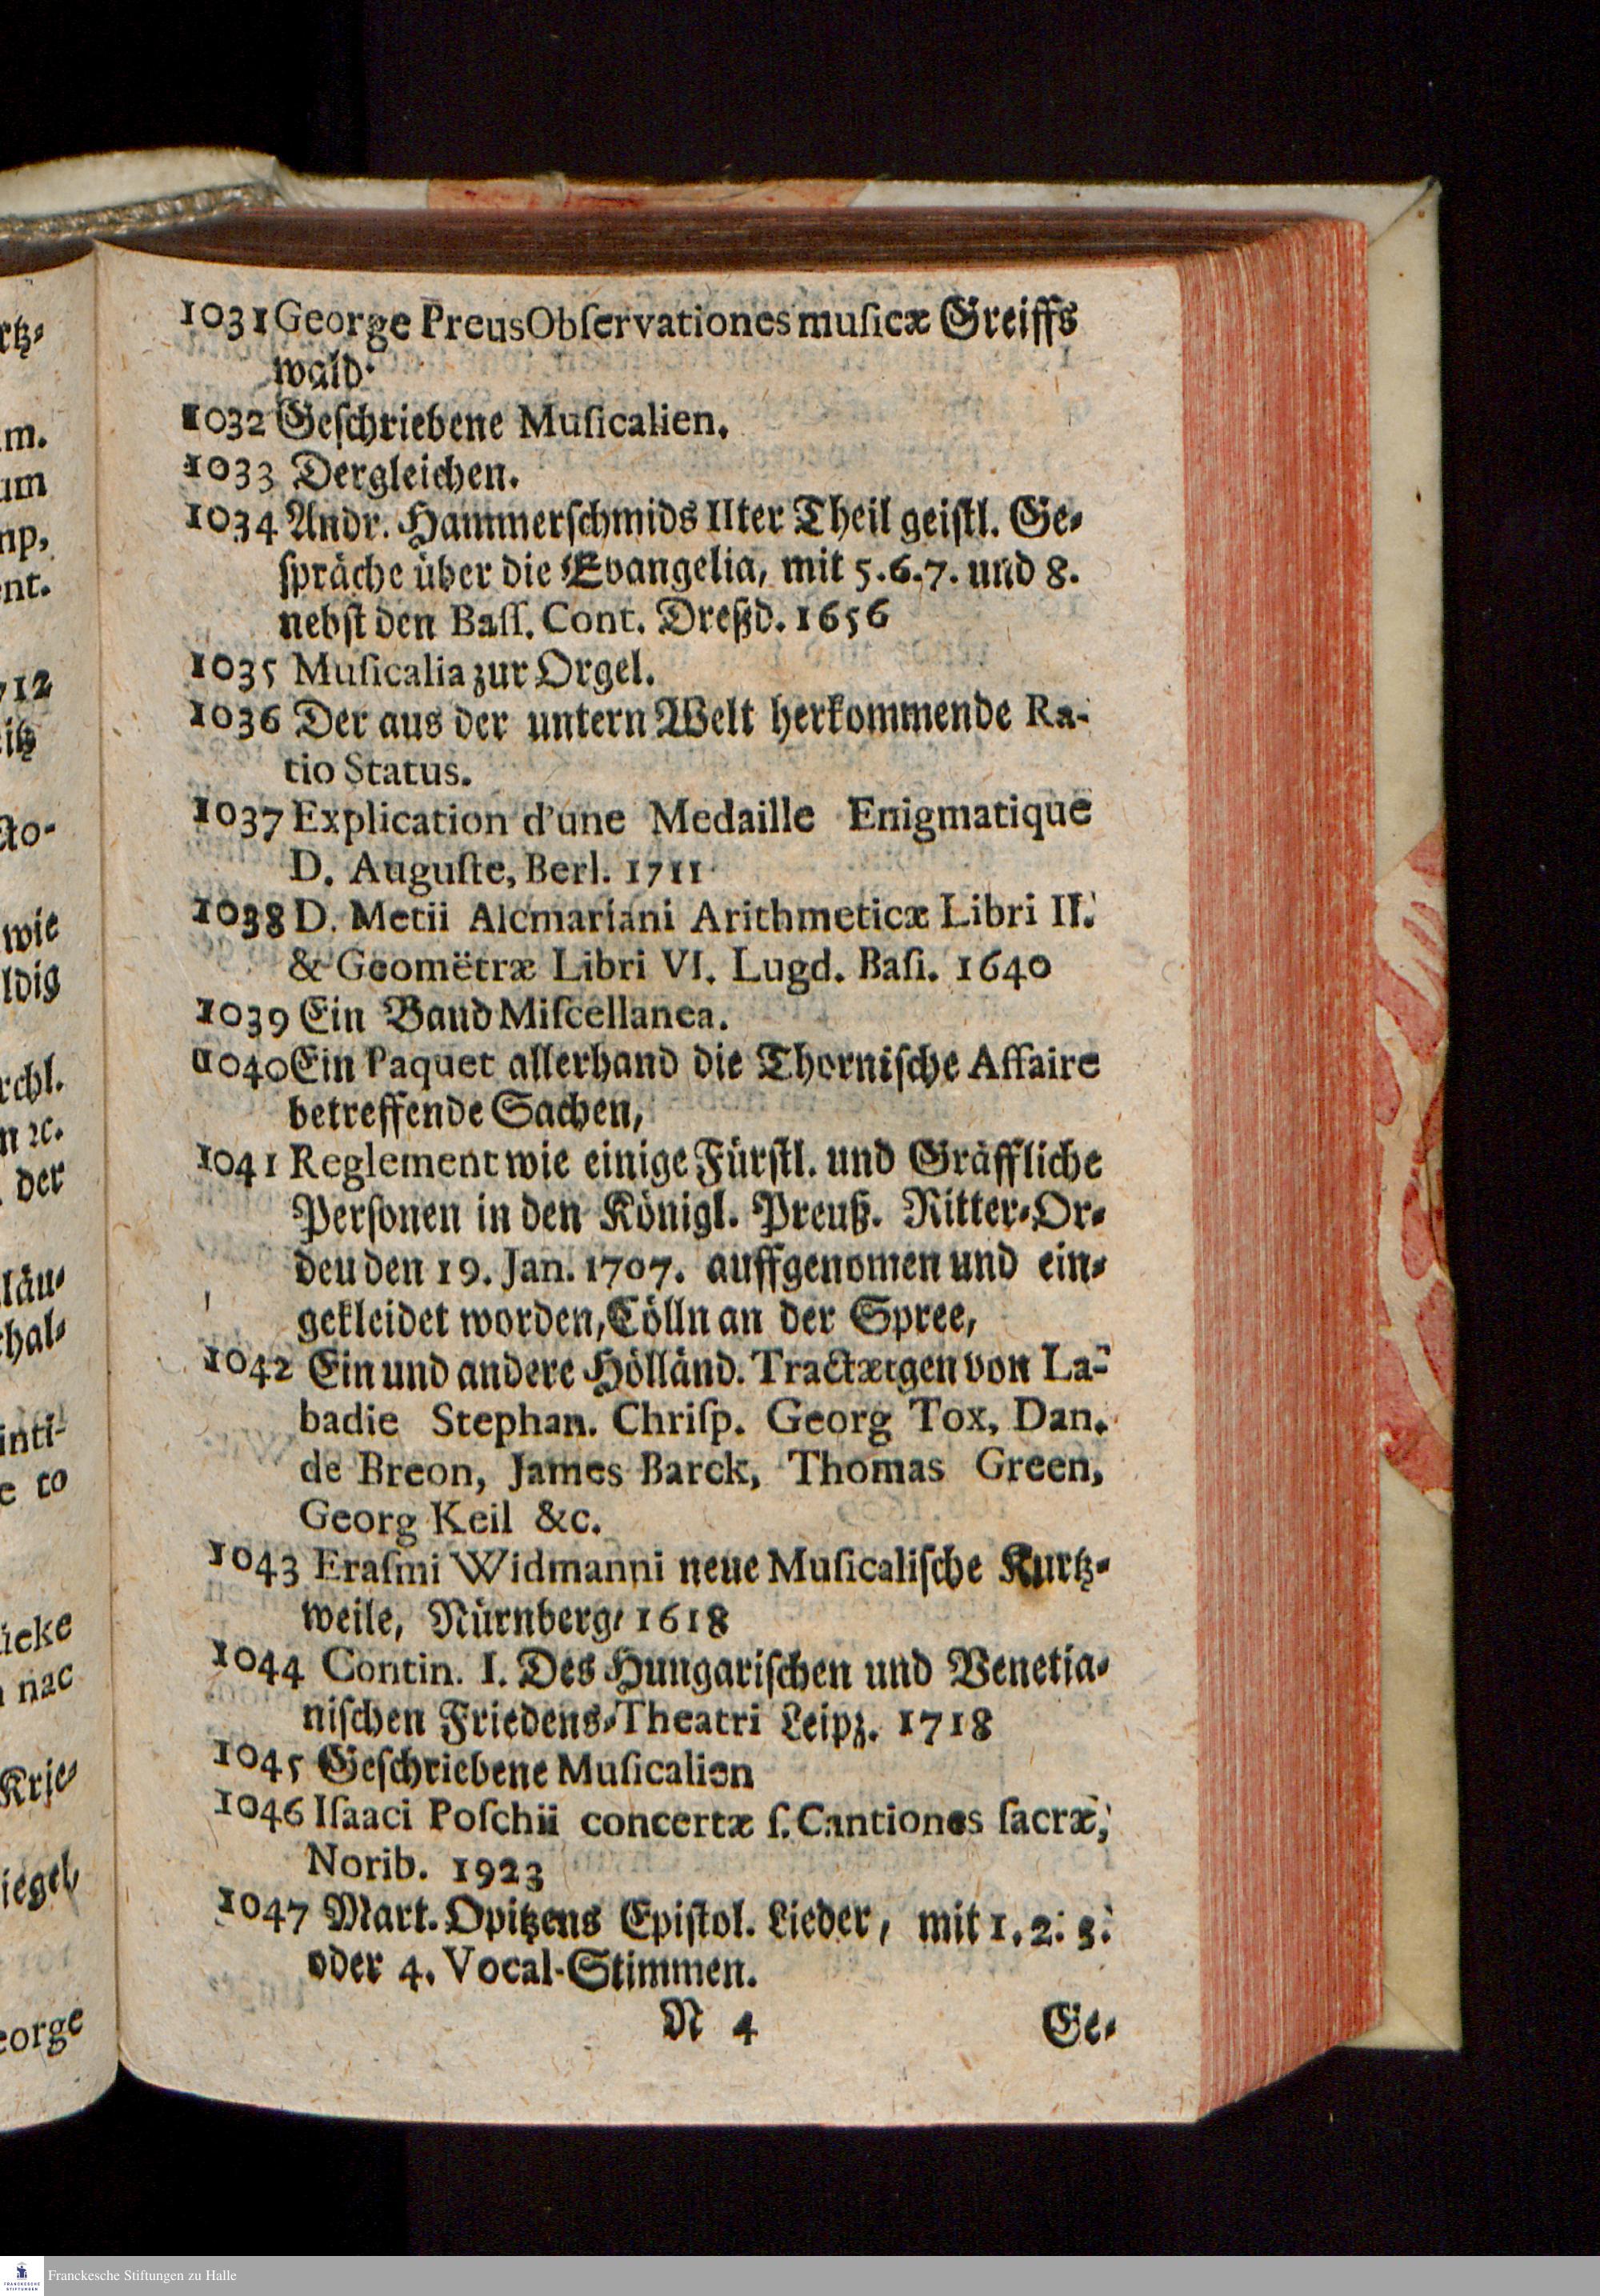 1031 George Preus Obſervationes muſicæ Greiffs
wald.
1032 Geſchriebene Muſicalien.
1033 Dergleichen.
1034 Andr. Hammerſchmids IIter Theil geiſtl. Ge-
ſpräche über die Evangelia, mit 5.6.7. und 8.
nebſt den Baſſ. Cont. Dreßd. 1656
1035 Muſicalia zur Orgel.
1036 Der aus der untern Welt herkommende Ra-
tio Status.
1037 Explication d'une Medaille Enigmatique
D. Auguſte, Berl. 1711
1038 D. Metii Alcmariani Arithmeticæ Libri II.
& Geomëtræ Libri VI. Lugd. Baſi. 1640
1039 Ein Band Miſcellanea.
1040 Ein Paquet allerhand die Thorniſche Affaire
betreffende Sachen,
1041 Reglement wie einige Fürſtl. und Gräffliche
Perſonen in den Königl. Preuß. Ritter-Or-
deu den 19. Jan. 1707. auffgenomen und ein-
gekleidet worden, Cölln an der Spree,
1042 Ein und andere Hölländ. Tractætgen von La-
badie Stephan. Chriſp. Georg Tox, Dan.
de Breon, James Barck, Thomas Green,
Georg Keil &c.
1043 Eraſmi Widmanni neue Muſicaliſche Kurtz-
weile, Nürnberg, 1618
1044 Contin. I. Des Hungariſchen und Venetia-
niſchen Friedens-Theatri Leipz. 1718
1045 Geſchriebene Muſicalien
1046 Iſaaci Poſchii concertæ ſ. Cantiones ſacræ,
Norib. 1923
1047 Mart. Opitzens Epiſtol. Lieder, mit 1. 2. 3.
oder 4. Vocal-Stimmen.
N 4 Ge-
Franckesche Stiftungen zu Halle